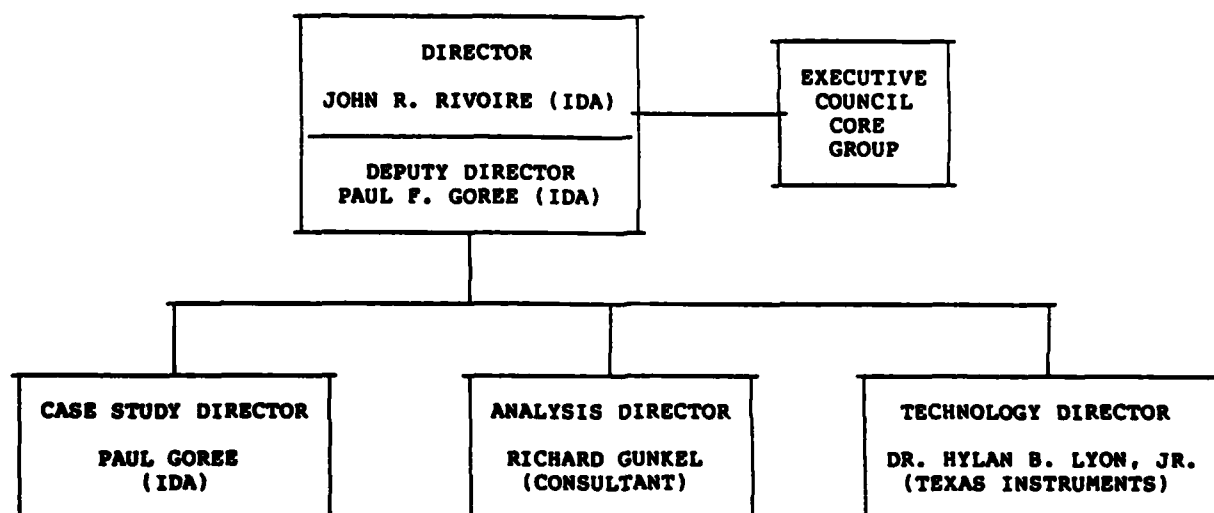 DIRECTOR
JOHN R. RIVOIRE (IDA)
DEPUTY DIRECTOR
PAUL F. GOREE (IDA)
EXECUTIVE
COUNCIL
CORE
GROUP
CASE STUDY DIRECTOR
PAUL GOREE
(IDA)
ANALYSIS DIRECTOR
RICHARD GUNKEL
(CONSULTANT)
TECHNOLOGY DIRECTOR
DR. HYLAN B. LYON, JR.
(TEXAS INSTRUMENTS)